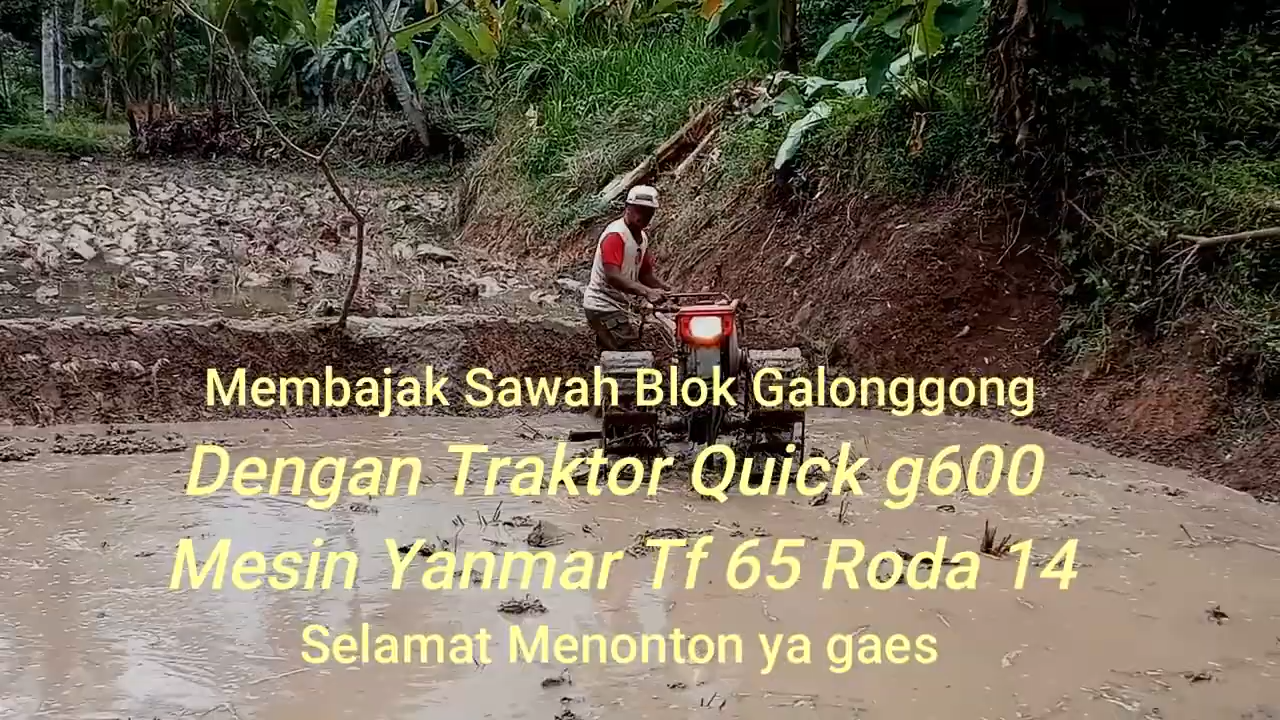 Membajak Sawah Blok Galonggong
Dengan Traktor Quick g600
Mesin Yanmar Tf 65 Roda 14
Selamat Menonton ya gaes